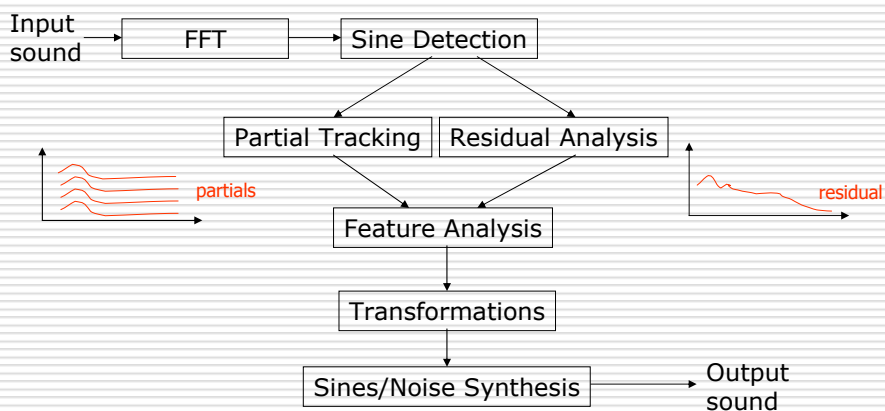 Input
sound
FFT
Sine Detection
Partial Tracking
Residual Analysis
partials
residual
Feature Analysis
Transformations
Sines/Noise Synthesis
Output
sound